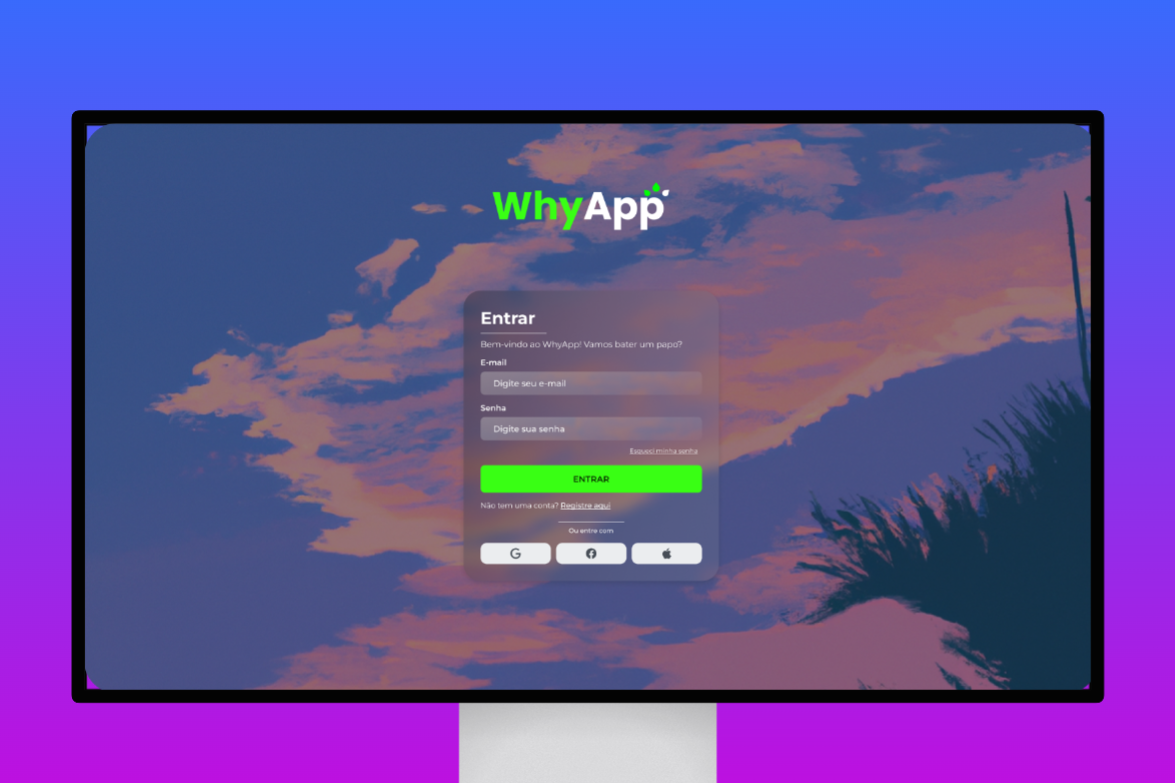 WhyApp
Entrar
Bem-vindo ao WhyApp! Vamos bater um papo?
E-mail
Digite seu e-mail
Senha
Digite sua senha
Esqueci minha senha
ENTRAR
Não tem uma conta? Registre aqui
Ou entre com